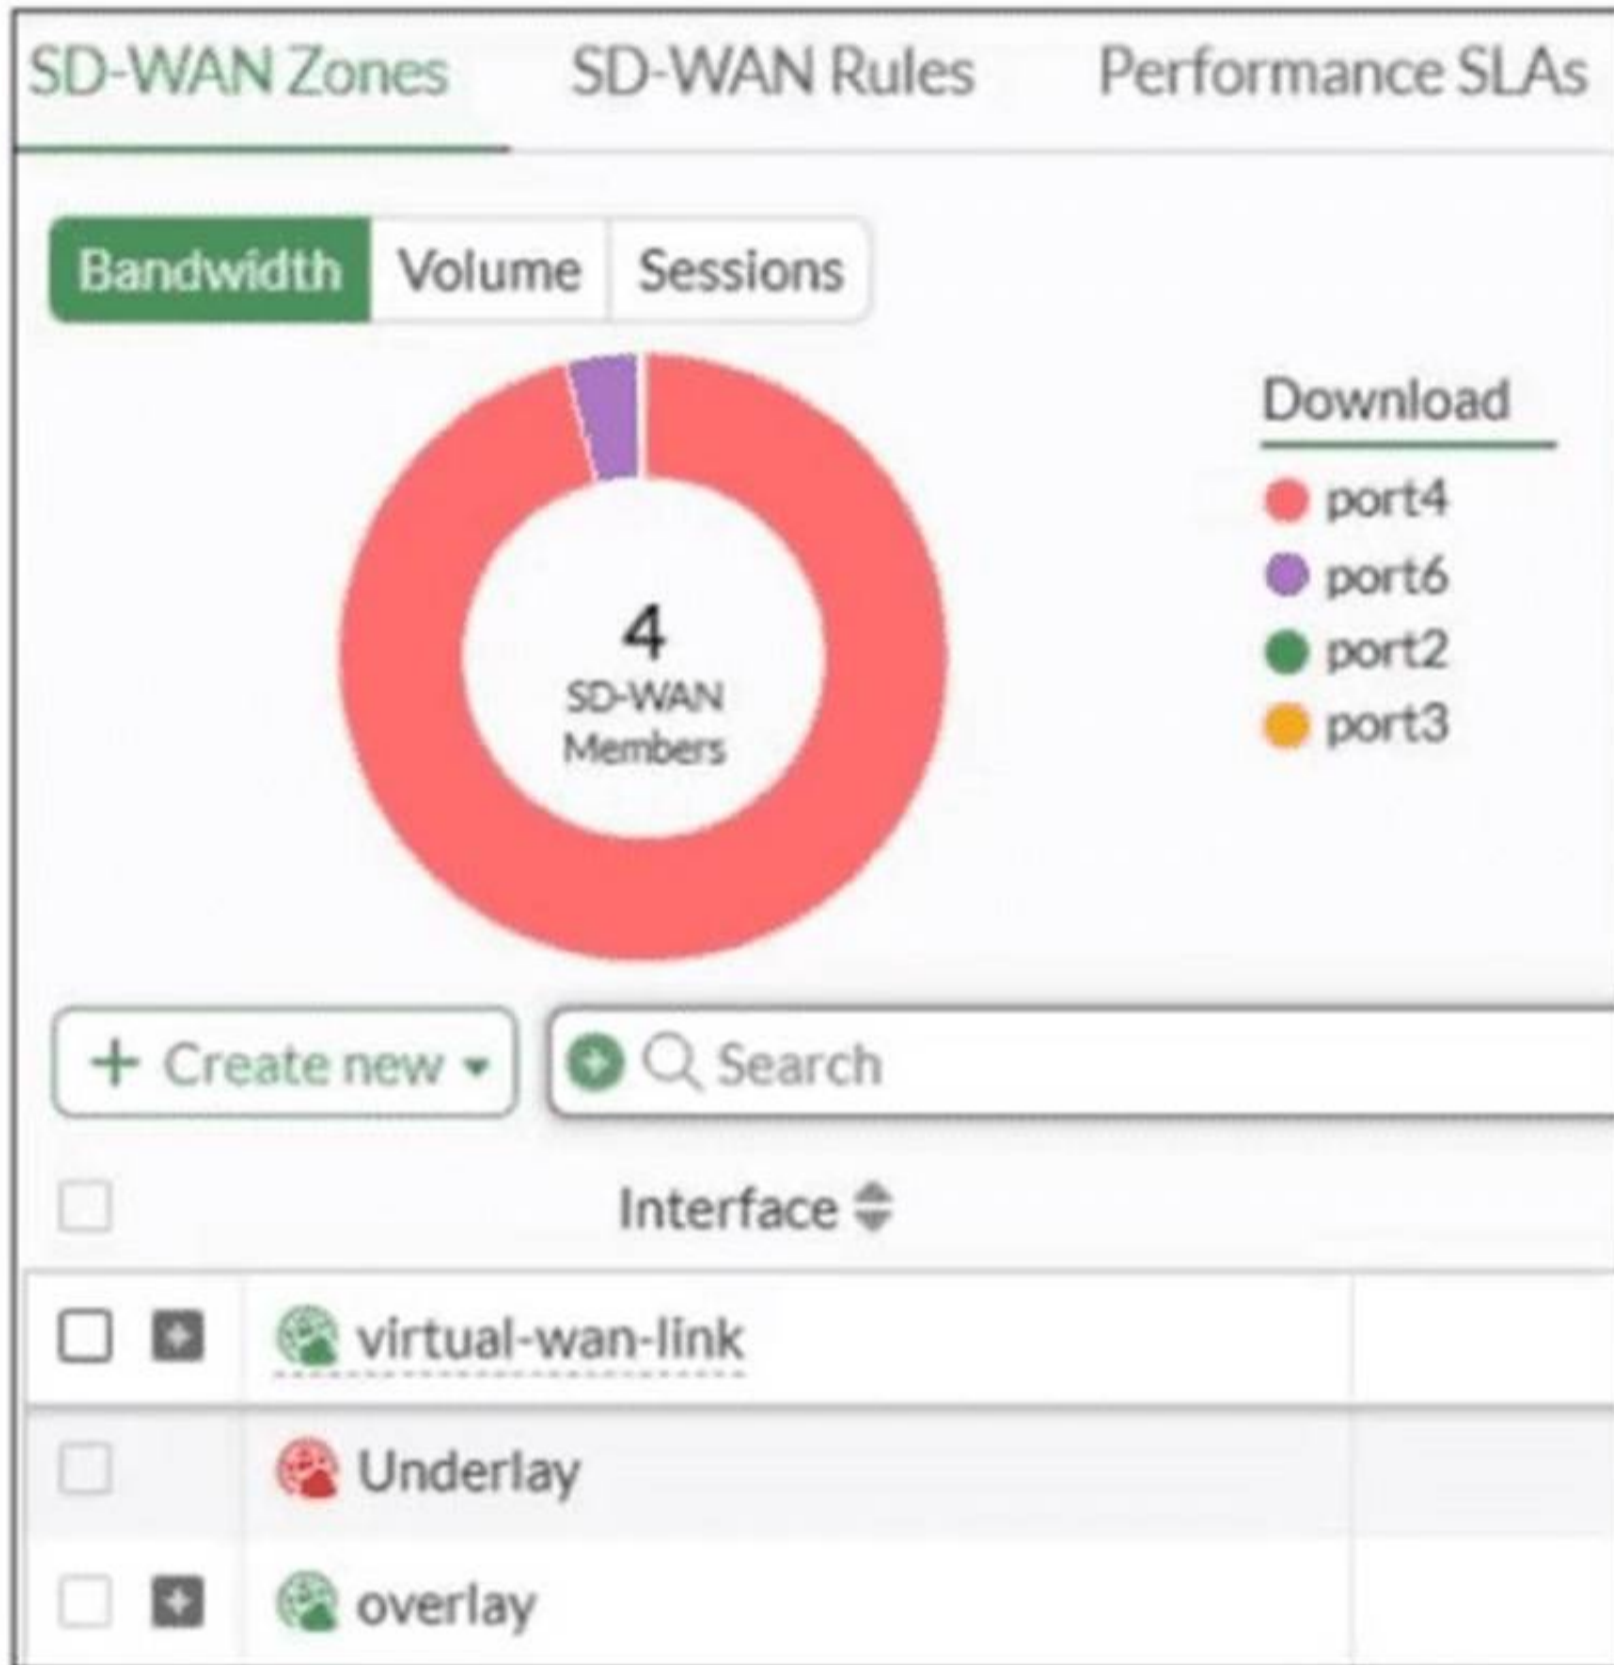 SD-WAN Zones SD-WAN Rules Performance SLAs
Bandwidth Volume Sessions
Download
port4
port6
port2
port3
4
SD-WAN
Members
+ Create new Search
Interface
virtual-wan-link
Underlay
overlay